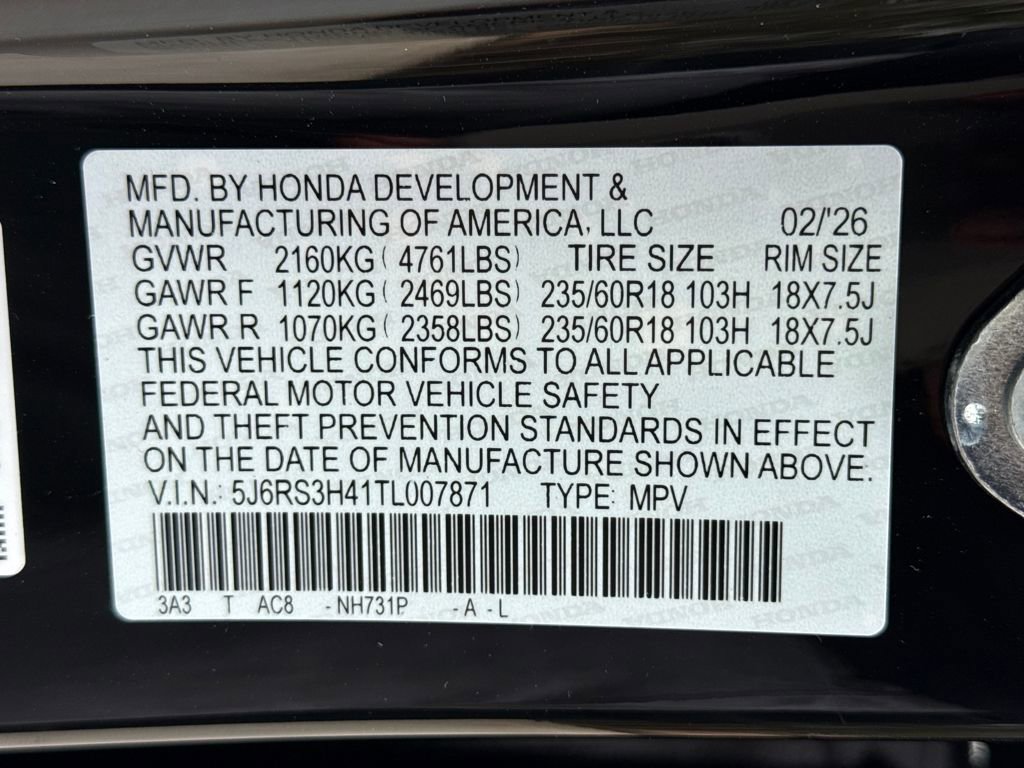 MFD. BY HONDA DEVELOPMENT &
MANUFACTURING OF AMERICA, LLC 02/'26
GVWR 2160KG ( 4761LBS) TIRE SIZE RIM SIZE
GAWR F 1120KG ( 2469LBS) 235/60R18 103H 18X7.5J
GAWR R 1070KG ( 2358LBS) 235/60R18 103H 18X7.5J
THIS VEHICLE CONFORMS TO ALL APPLICABLE
FEDERAL MOTOR VEHICLE SAFETY
AND THEFT PREVENTION STANDARDS IN EFFECT
ON THE DATE OF MANUFACTURE SHOWN ABOVE.
V.I.N.: 5J6RS3H41TL007871 TYPE: MPV
3A3 T AC8 -NH731P -A -L